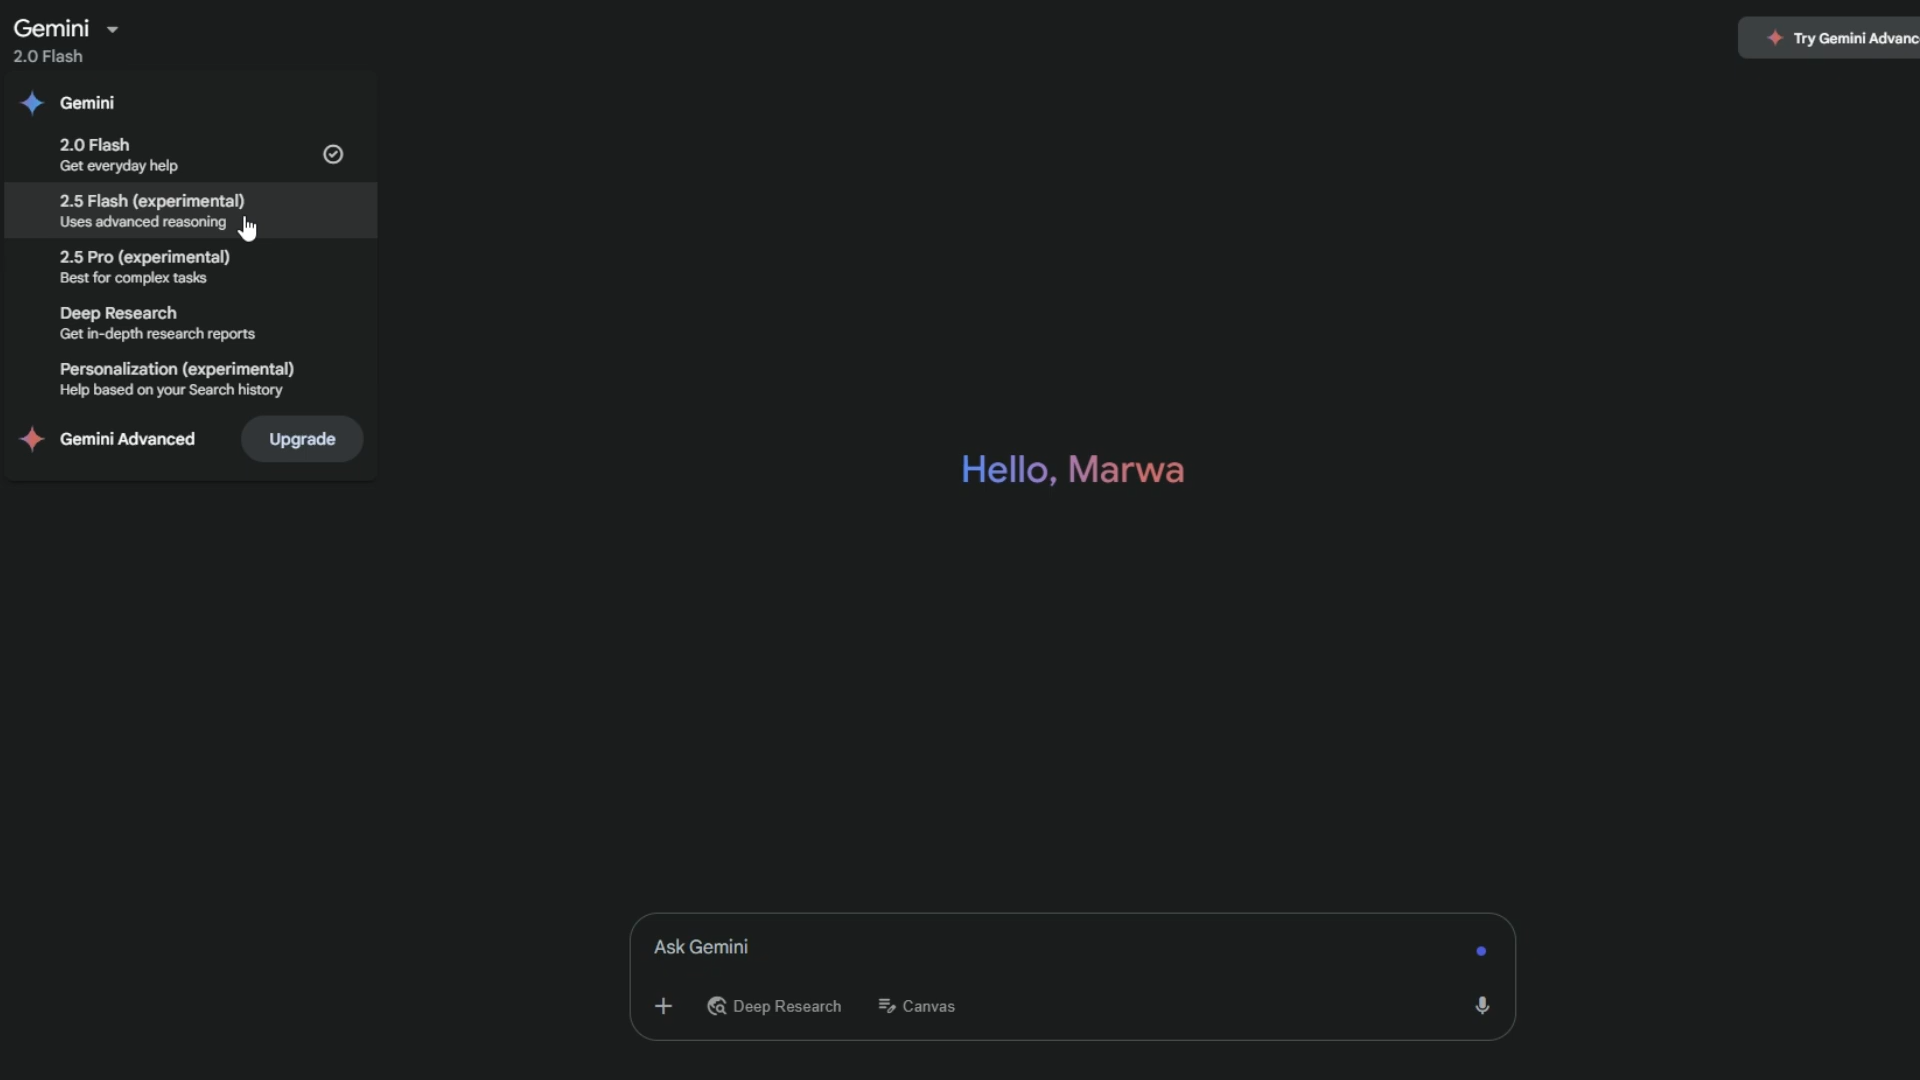 Gemini
2.0 Flash
Try Gemini Advanc
Gemini
2.0 Flash
Get everyday help
2.5 Flash (experimental)
Uses advanced reasoning
2.5 Pro (experimental)
Best for complex tasks
Deep Research
Get in-depth research reports
Personalization (experimental)
Help based on your Search history
Gemini Advanced
Upgrade
Hello, Marwa
Ask Gemini
Deep Research
Canvas